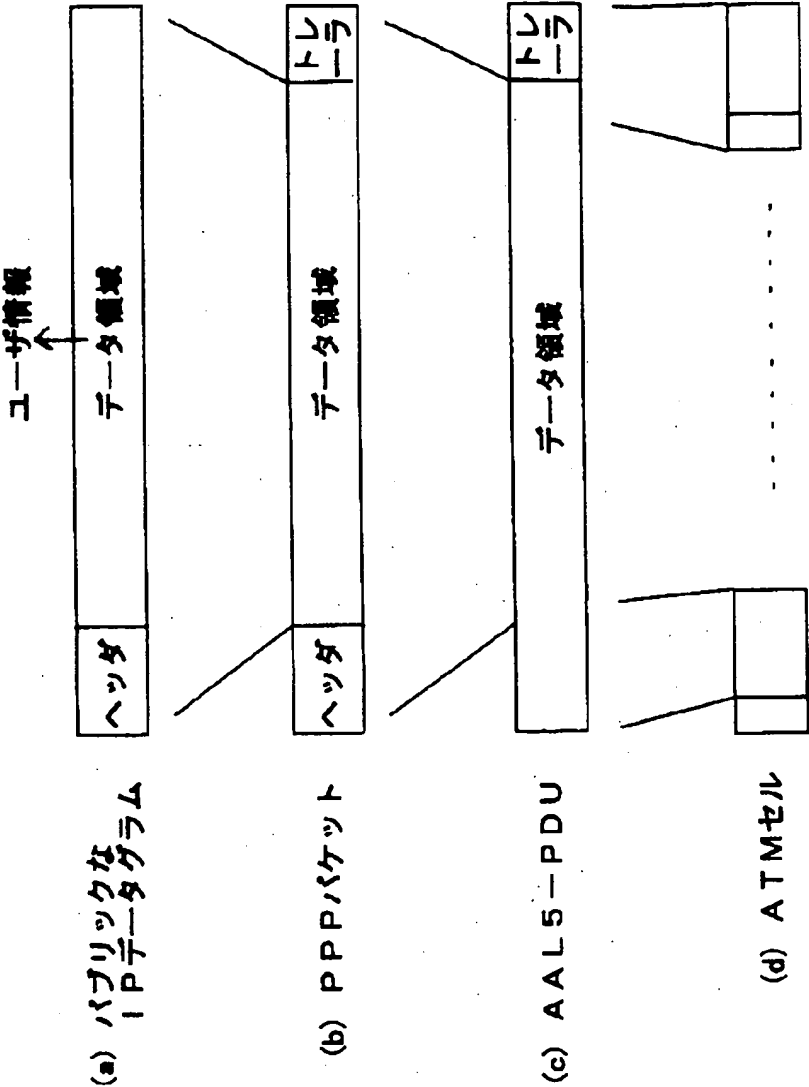 ユーザ情報
(a) パブリックな
IPデータグラム
ヘッダ
データ領域
(b) PPPパケット
ヘッダ
データ領域
トレ
ーラ
(c) AAL5-PDU
データ領域
トレ
ーラ
(d) ATMセル